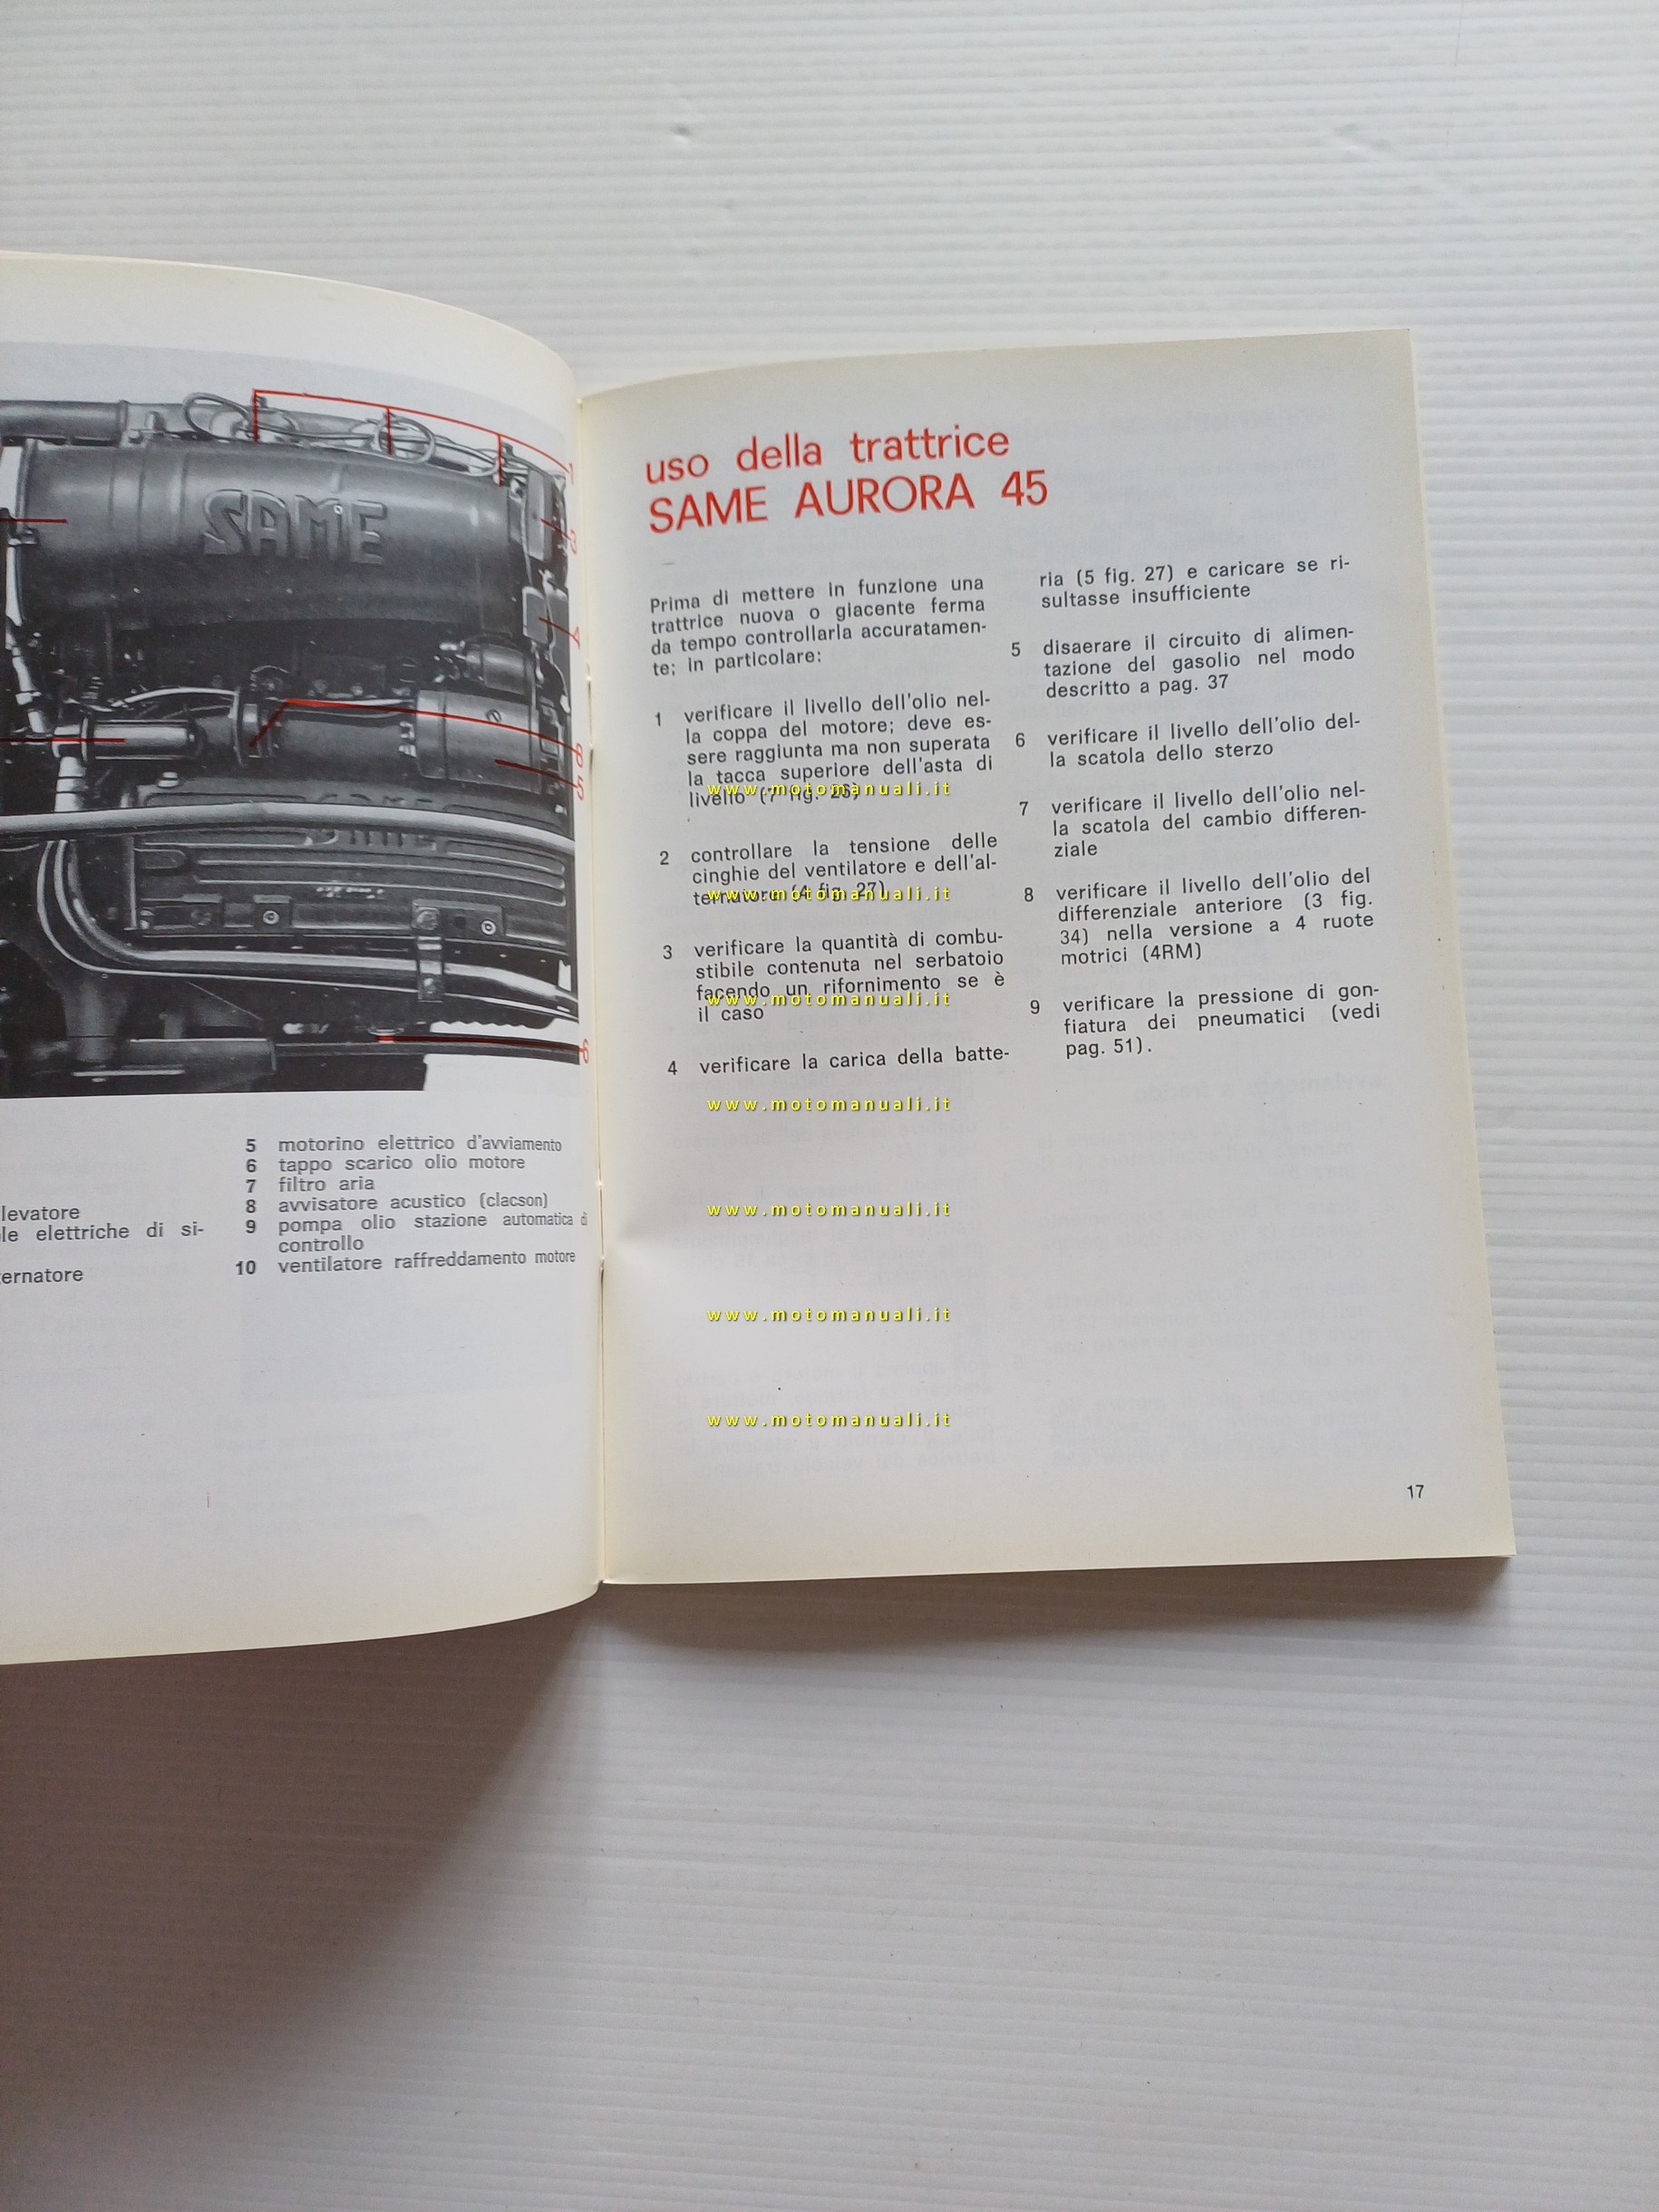 SAME
levatore
le elettriche di si-
ernatore
5 motorino elettrico d'avviamento
6 tappo scarico olio motore
7 filtro aria
8 avvisatore acustico (clacson)
9 pompa olio stazione automatica di
controllo
10 ventilatore raffreddamento motore
uso della trattrice
SAME AURORA 45
Prima di mettere in funzione una
trattrice nuova o giacente ferma
da tempo controllarla accuratamen-
te; in particolare:
1 verificare il livello dell'olio nel-
la coppa del motore; deve es-
sere raggiunta ma non superata
la tacca superiore dell'asta di
livello (7 fig. 26)
2 controllare la tensione delle
cinghie del ventilatore e dell'al-
ternatore (4 fig. 27)
3 verificare la quantità di combu-
stibile contenuta nel serbatoio
facendo un rifornimento se è
il caso
4 verificare la carica della batte-
ria (5 fig. 27) e caricare se ri-
sultasse insufficiente
5 disaerare il circuito di alimen-
tazione del gasolio nel modo
descritto a pag. 37
6 verificare il livello dell'olio del-
la scatola dello sterzo
7 verificare il livello dell'olio nel-
la scatola del cambio differen-
ziale
8 verificare il livello dell'olio del
differenziale anteriore (3 fig.
34) nella versione a 4 ruote
motrici (4RM)
9 verificare la pressione di gon-
fiatura dei pneumatici (vedi
pag. 51).
17
www.motomanuali.it
www.motomanuali.it
www.motomanuali.it
www.motomanuali.it
www.motomanuali.it
www.motomanuali.it
www.motomanuali.it